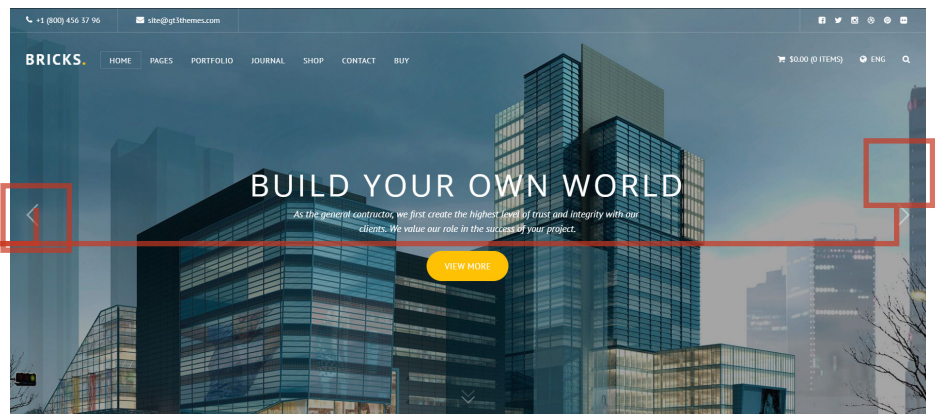 +1 (800) 456 37 96 site@gt3themes.com
BRICKS. HOME PAGES PORTFOLIO JOURNAL SHOP CONTACT BUY $0.00 (0 ITEMS) ENG
BUILD YOUR OWN WORLD
As the general contructor, we first create the highest level of trust and integrity with our
clients. We value our role in the success of your project.
VIEW MORE